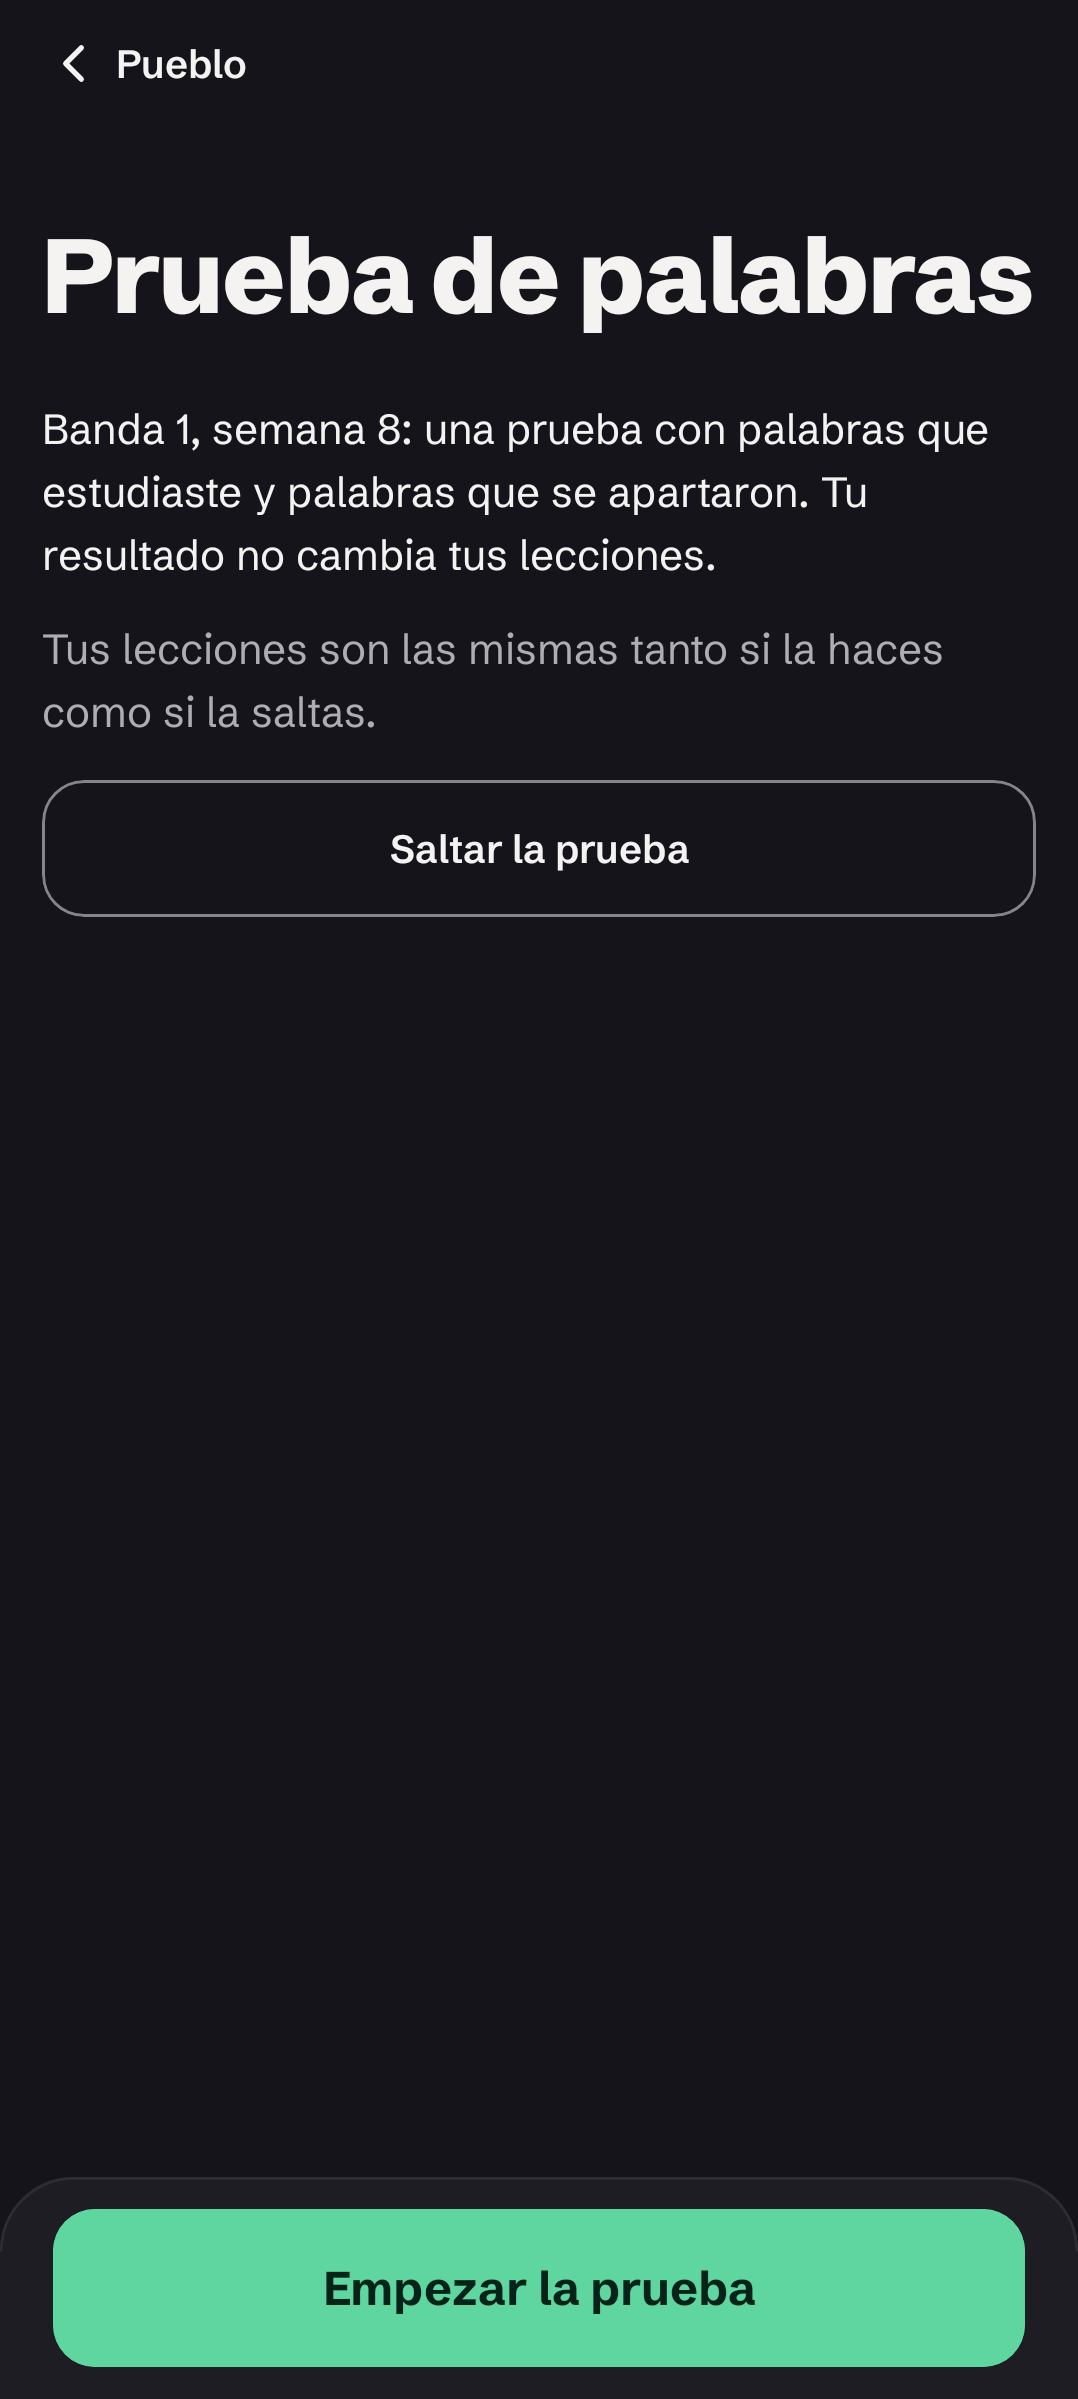 Pueblo
Prueba de palabras
Banda 1, semana 8: una prueba con palabras que
estudiaste y palabras que se apartaron. Tu
resultado no cambia tus lecciones.
Tus lecciones son las mismas tanto si la haces
como si la saltas.
Saltar la prueba
Empezar la prueba